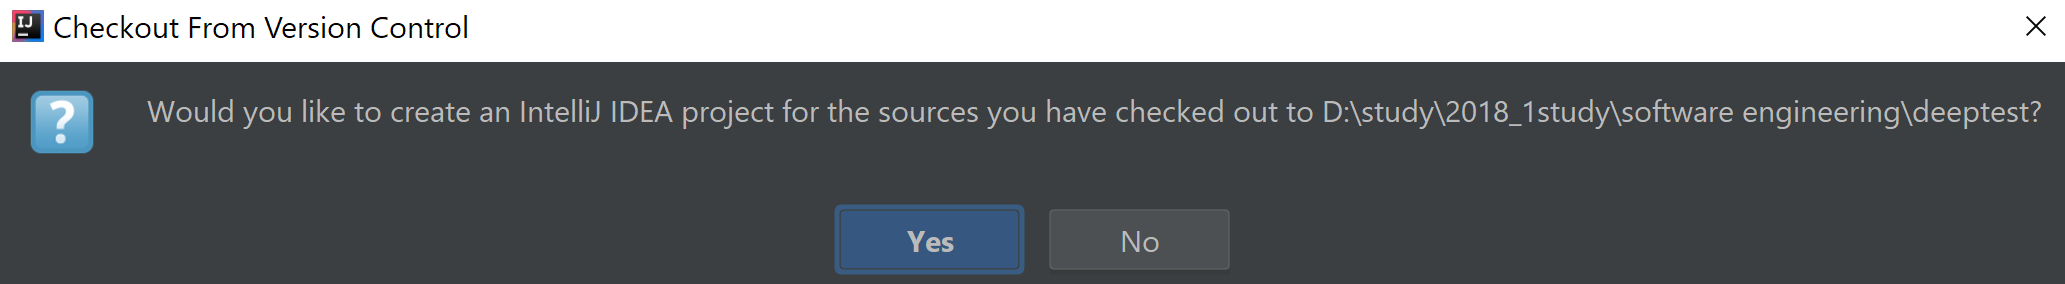 IJ
Checkout From Version Control
Would you like to create an IntelliJ IDEA project for the sources you have checked out to D:\study\2018_1study\software engineering\deeptest?
Yes
No